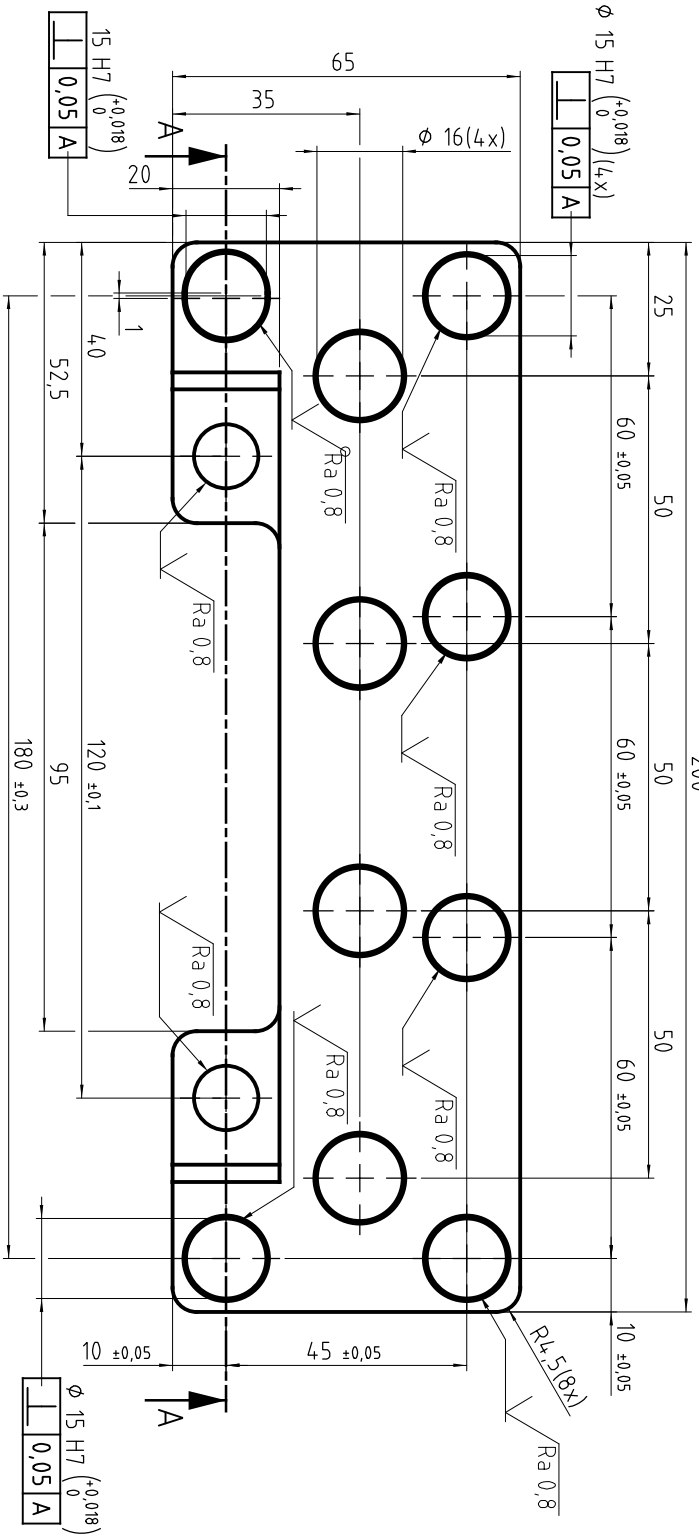 200
25
50
50
50
60 ±0,05
60 ±0,05
60 ±0,05
10 ±0,05
⌀ 15 H7 (+0,018 0)(4x)
⟂ 0,05 A
R4,5(8x)
Ra 0,8
Ra 0,8
Ra 0,8
Ra 0,8
65
35
⌀ 16(4x)
20
45 ±0,05
10 ±0,05
Ra 0,8
Ra 0,8
Ra 0,8
Ra 0,8
A
A
15 H7 (+0,018 0)
⟂ 0,05 A
1
40
120 ±0,1
52,5
95
180 ±0,3
⌀ 15 H7 (+0,018 0)
⟂ 0,05 A